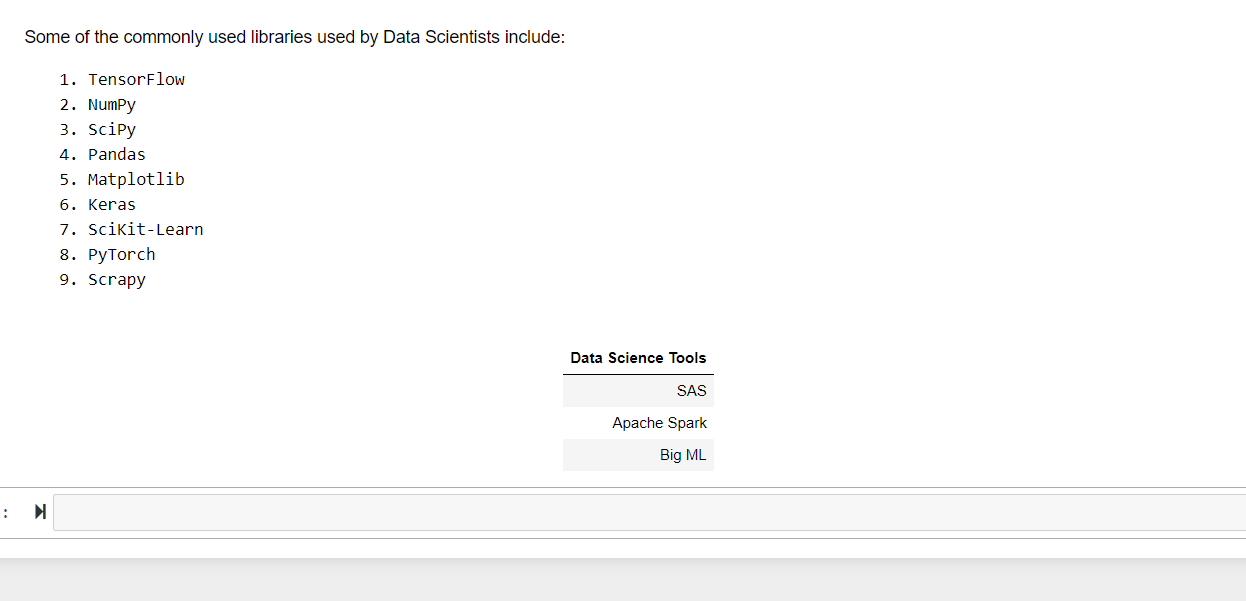 Some of the commonly used libraries used by Data Scientists include:
1. TensorFlow
2. NumPy
3. SciPy
4. Pandas
5. Matplotlib
6. Keras
7. SciKit-Learn
8. PyTorch
9. Scrapy
Data Science Tools
SAS
Apache Spark
Big ML
: